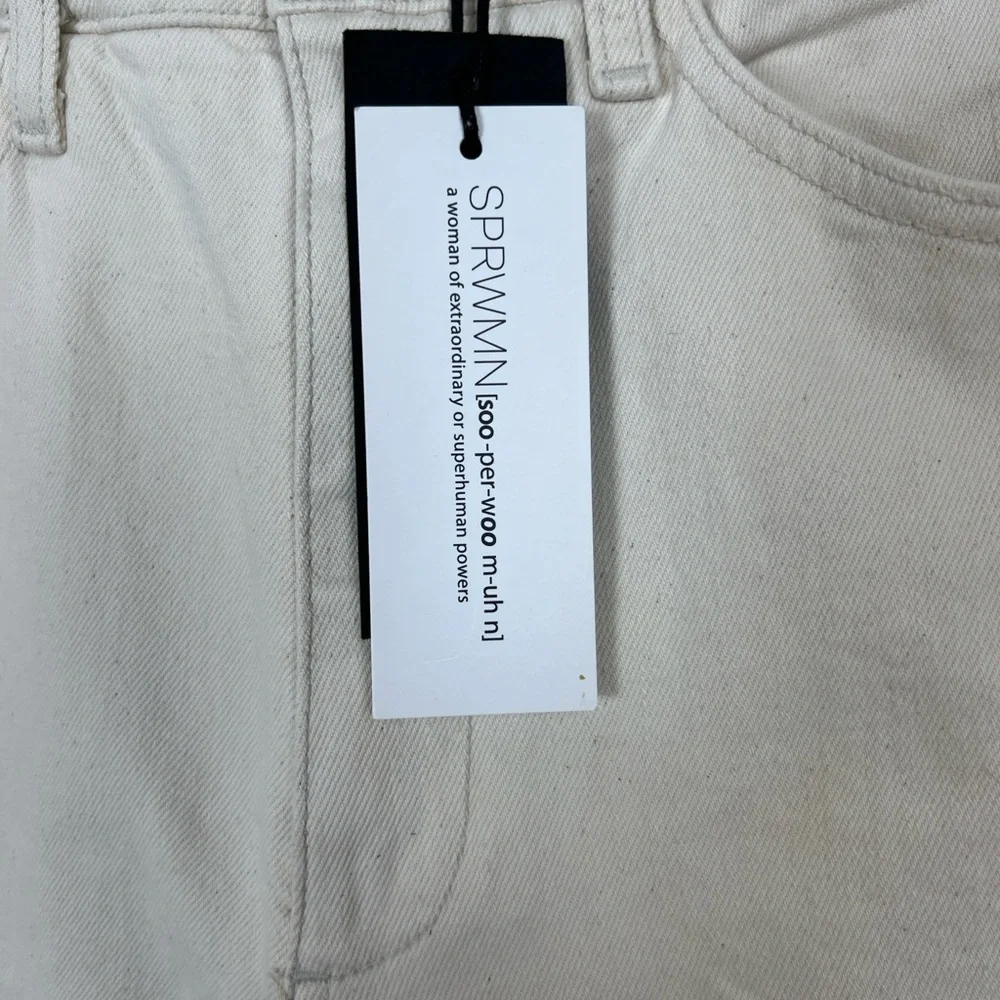 SPRWMN [soo-per-woo m-uh n]
a woman of extraordinary or superhuman powers